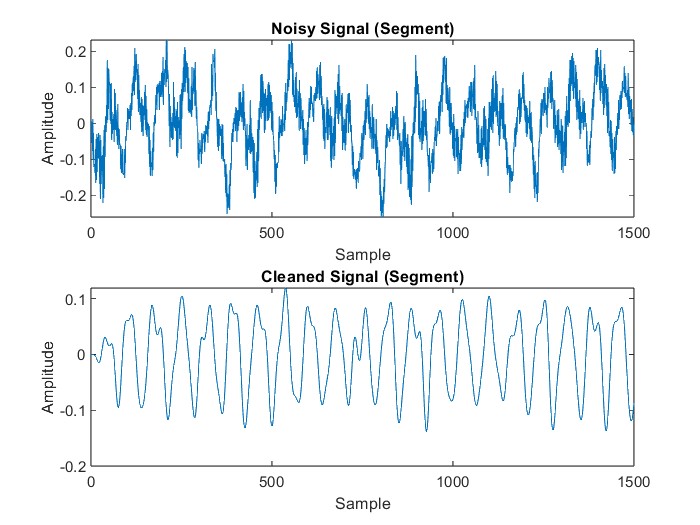 Noisy Signal (Segment)
0.2
0.1
0
-0.1
-0.2
Amplitude
0 500 1000 1500
Sample
Cleaned Signal (Segment)
0.1
0
-0.1
-0.2
Amplitude
0 500 1000 1500
Sample